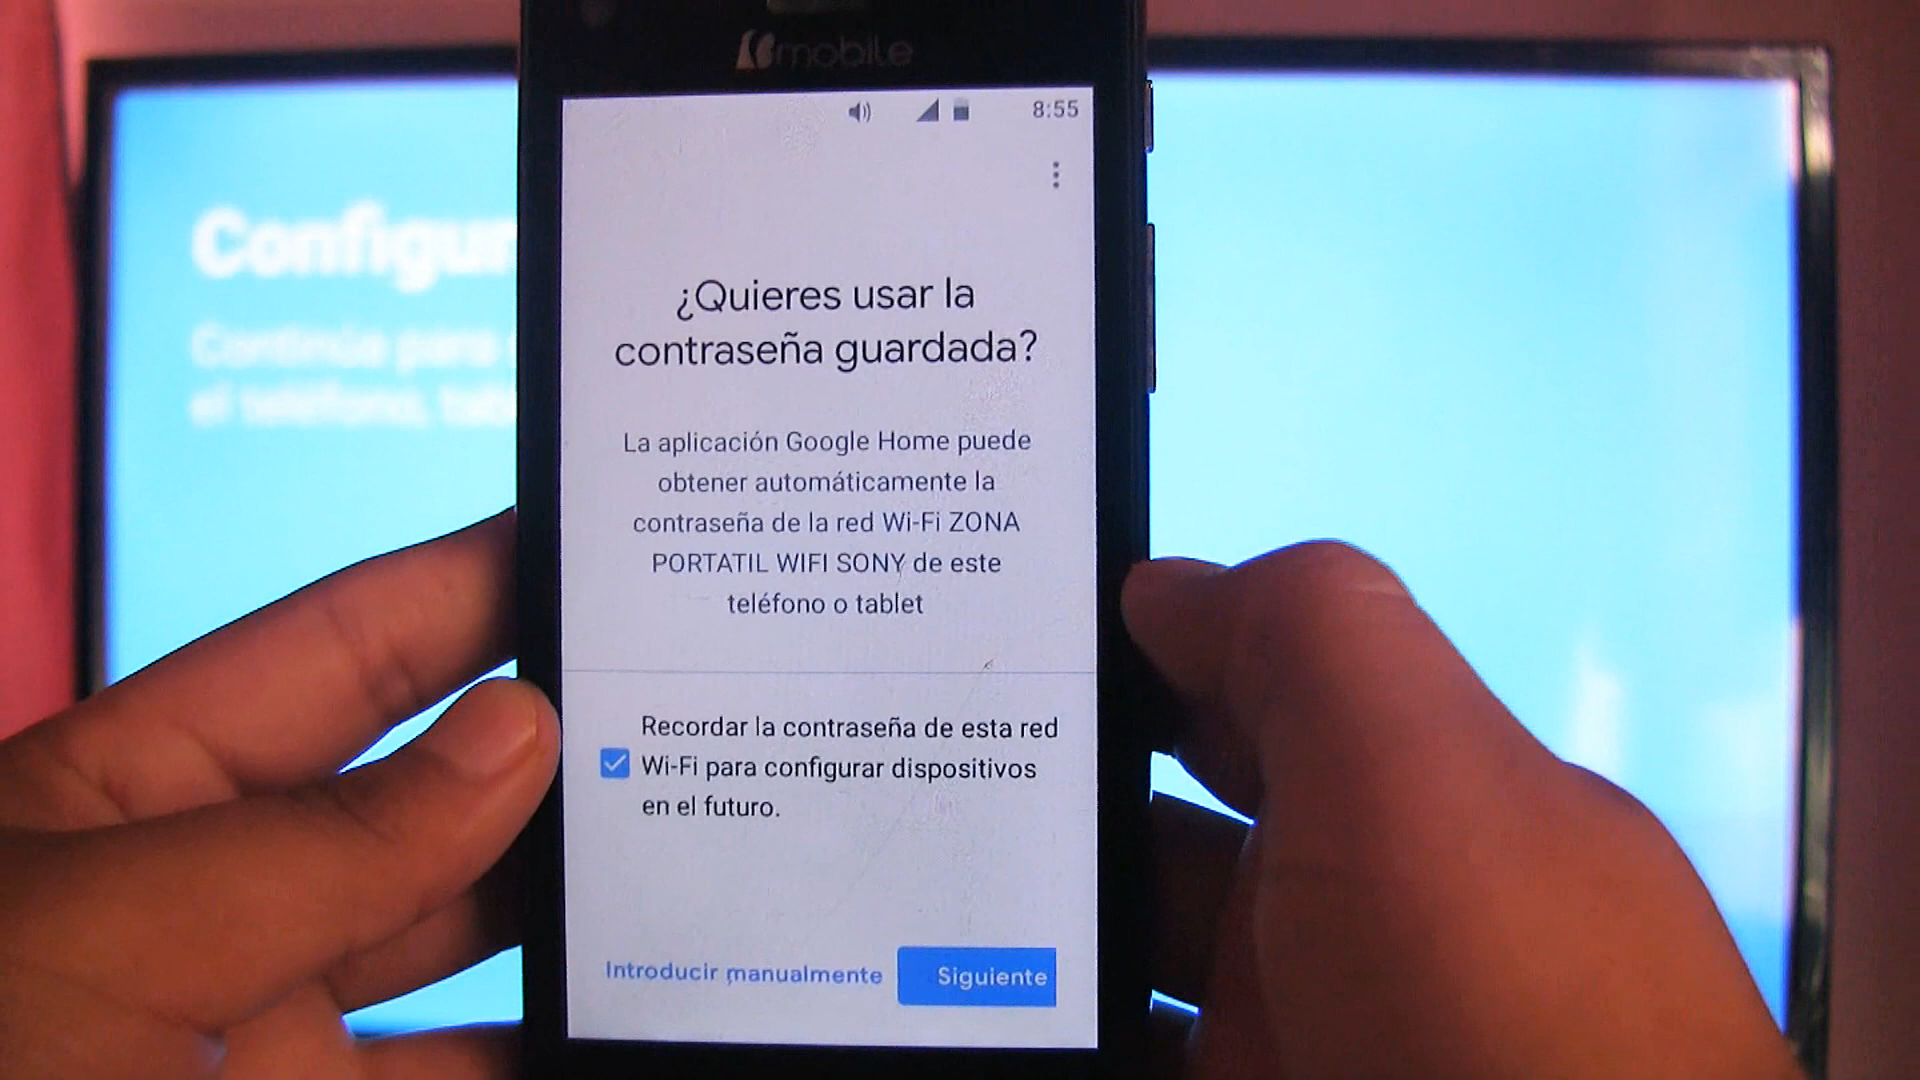 mobile
8:55
Configur
Continúa para
el teléfono, tab
¿Quieres usar la
contraseña guardada?
La aplicación Google Home puede
obtener automáticamente la
contraseña de la red Wi-Fi ZONA
PORTATIL WIFI SONY de este
teléfono o tablet
Recordar la contraseña de esta red
Wi-Fi para configurar dispositivos
en el futuro.
Introducir manualmente
Siguiente